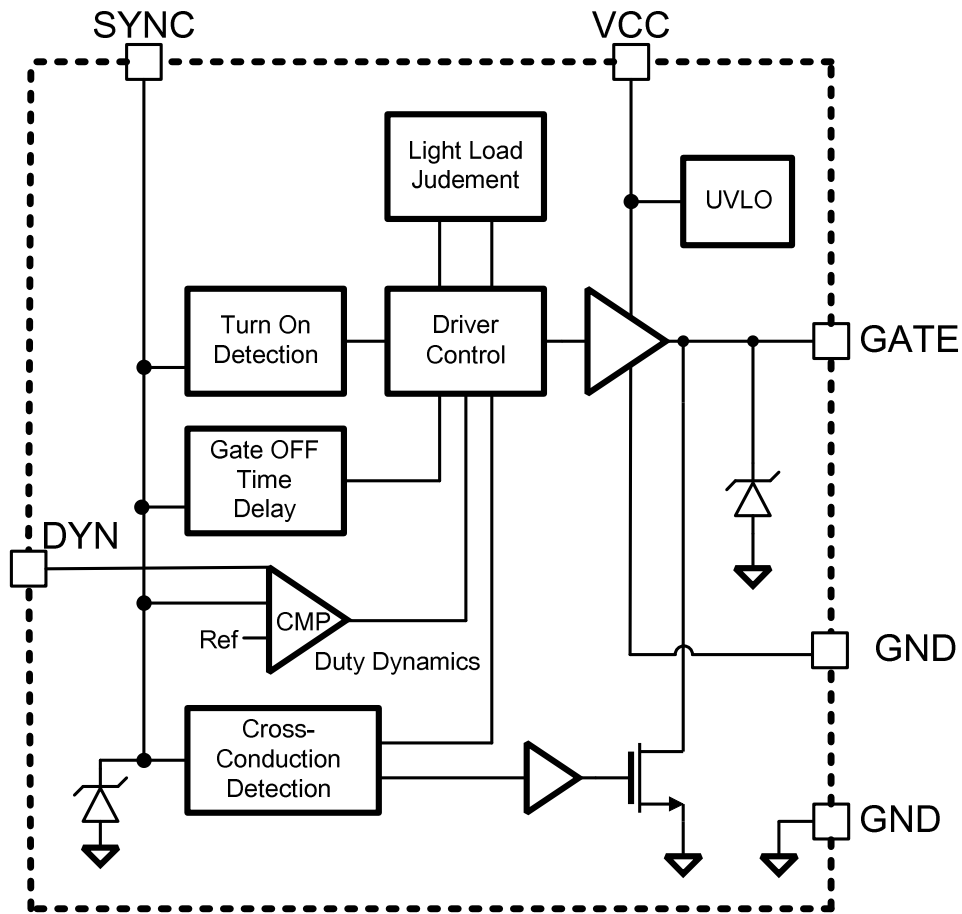 SYNC
VCC
Light Load
Judement
UVLO
Turn On
Detection
Driver
Control
GATE
Gate OFF
Time
Delay
DYN
CMP
Ref
Duty Dynamics
GND
Cross-
Conduction
Detection
GND